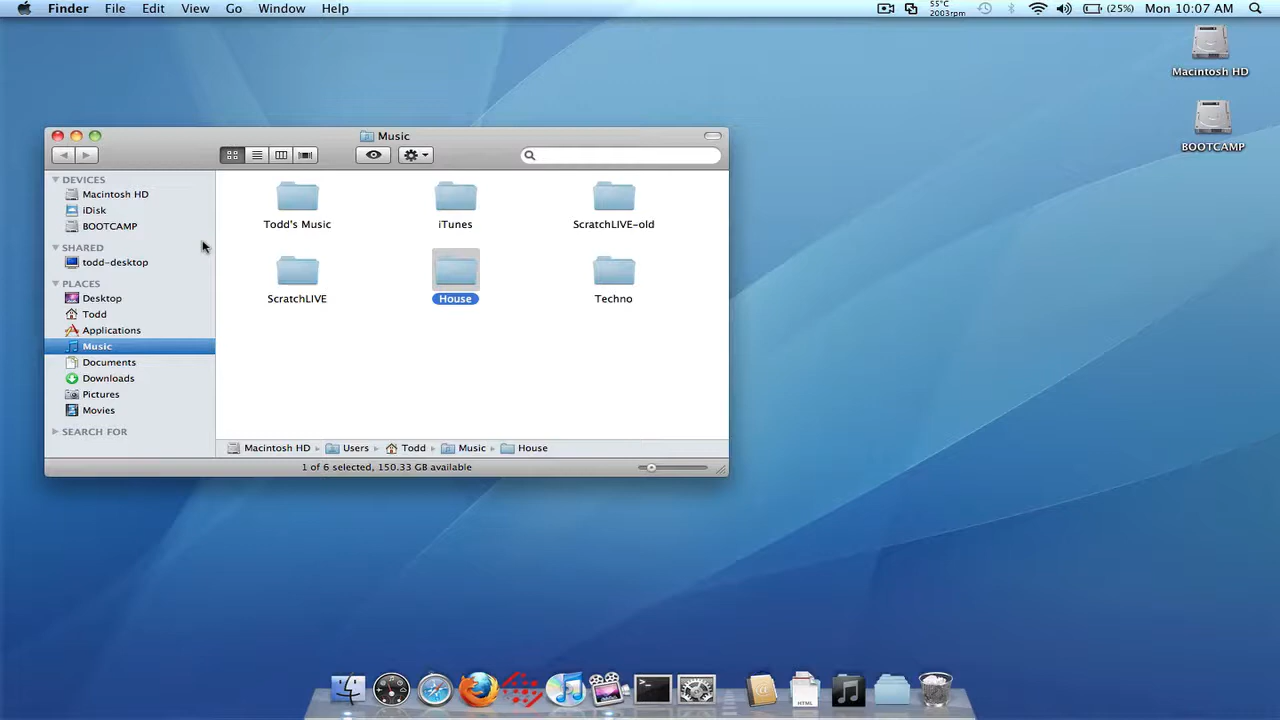 Finder File Edit View Go Window Help
55°C
2003rpm
(25%) Mon 10:07 AM
Macintosh HD
BOOTCAMP
Music
DEVICES
Macintosh HD
iDisk
BOOTCAMP
SHARED
todd-desktop
PLACES
Desktop
Todd
Applications
Music
Documents
Downloads
Pictures
Movies
SEARCH FOR
Todd's Music iTunes ScratchLIVE-old
ScratchLIVE House Techno
Macintosh HD Users Todd Music House
1 of 6 selected, 150.33 GB available
HTML